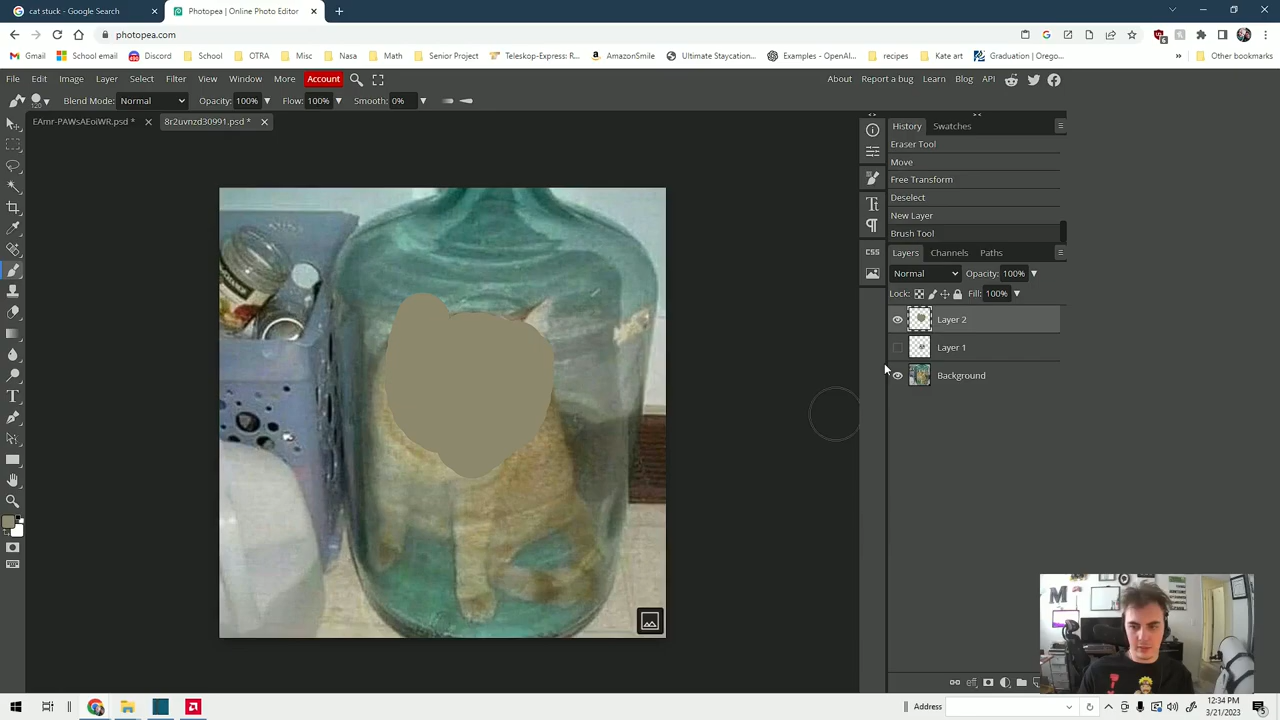 cat stuck - Google Search
Photopea | Online Photo Editor
photopea.com
Gmail
School email
Discord
School
OTRA
Misc
Nasa
Math
Senior Project
Teleskop-Express: R...
AmazonSmile
Ultimate Staycation...
Examples - OpenAI...
recipes
Kate art
Graduation | Orego...
Other bookmarks
File Edit Image Layer Select Filter View Window More Account
About Report a bug Learn Blog API
120
Blend Mode: Normal Opacity: 100% Flow: 100% Smooth: 0%
EAmr-PAWsAEoiWR.psd *
8r2uvnzd30991.psd *
History Swatches
Eraser Tool
Move
Free Transform
Deselect
New Layer
Brush Tool
CSS
Layers Channels Paths
Normal Opacity: 100%
Lock: Fill: 100%
Layer 2
Layer 1
Background
M
eff
Address
12:34 PM
3/21/2023